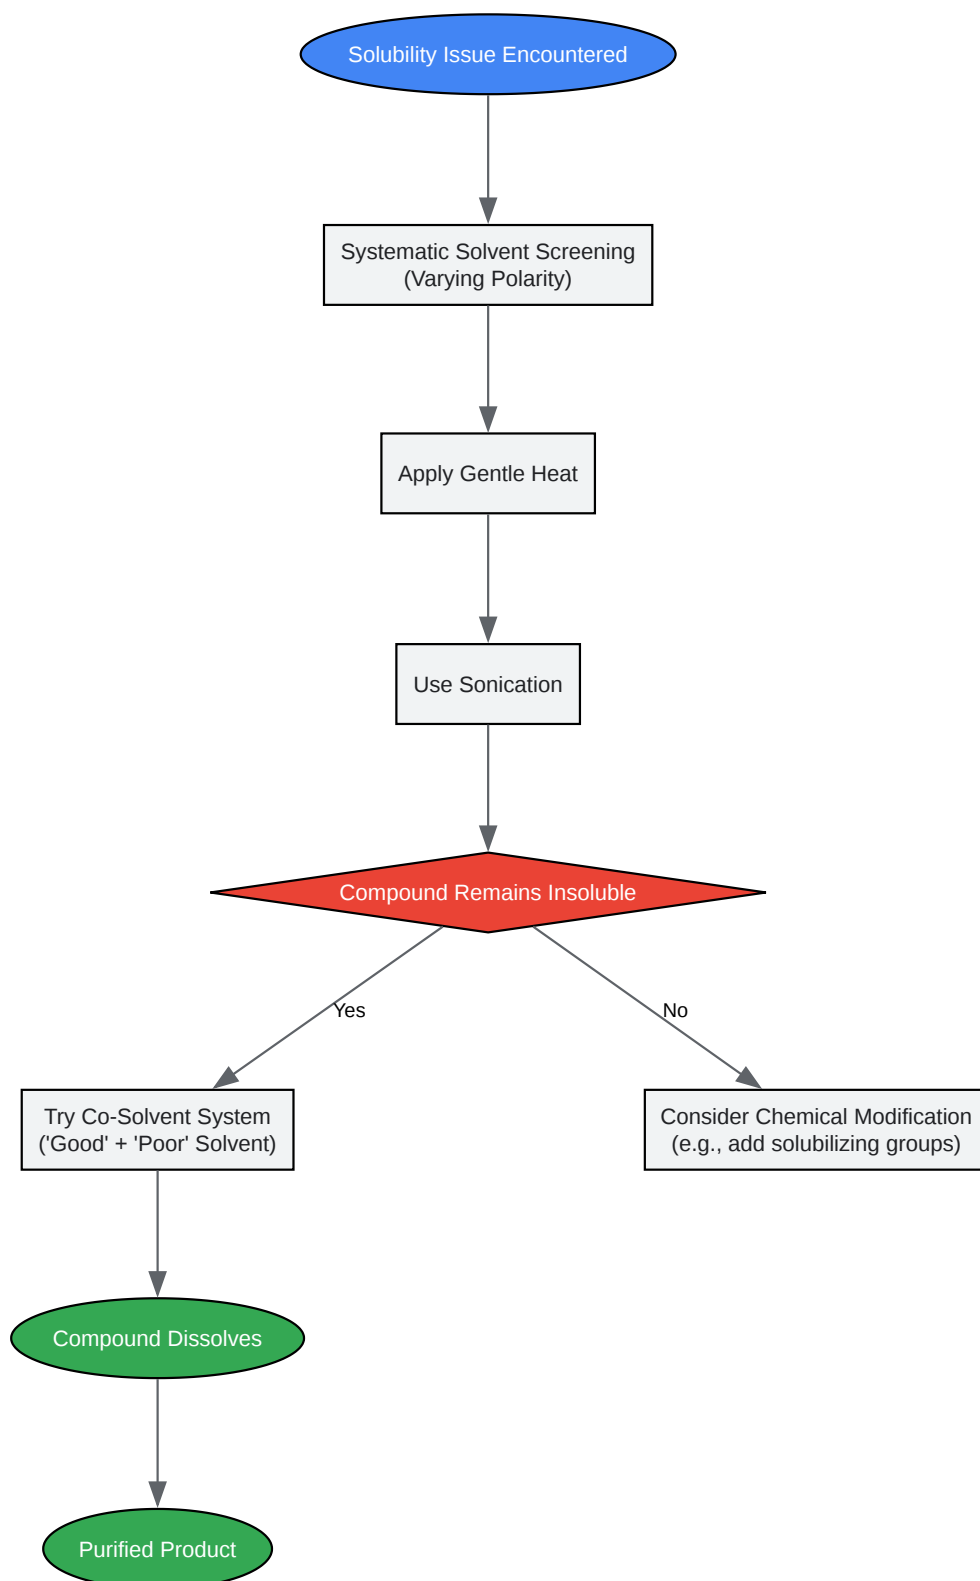 Solubility Issue Encountered
Systematic Solvent Screening
(Varying Polarity)
Apply Gentle Heat
Use Sonication
Compound Remains Insoluble
Yes
No
Try Co-Solvent System
('Good' + 'Poor' Solvent)
Consider Chemical Modification
(e.g., add solubilizing groups)
Compound Dissolves
Purified Product